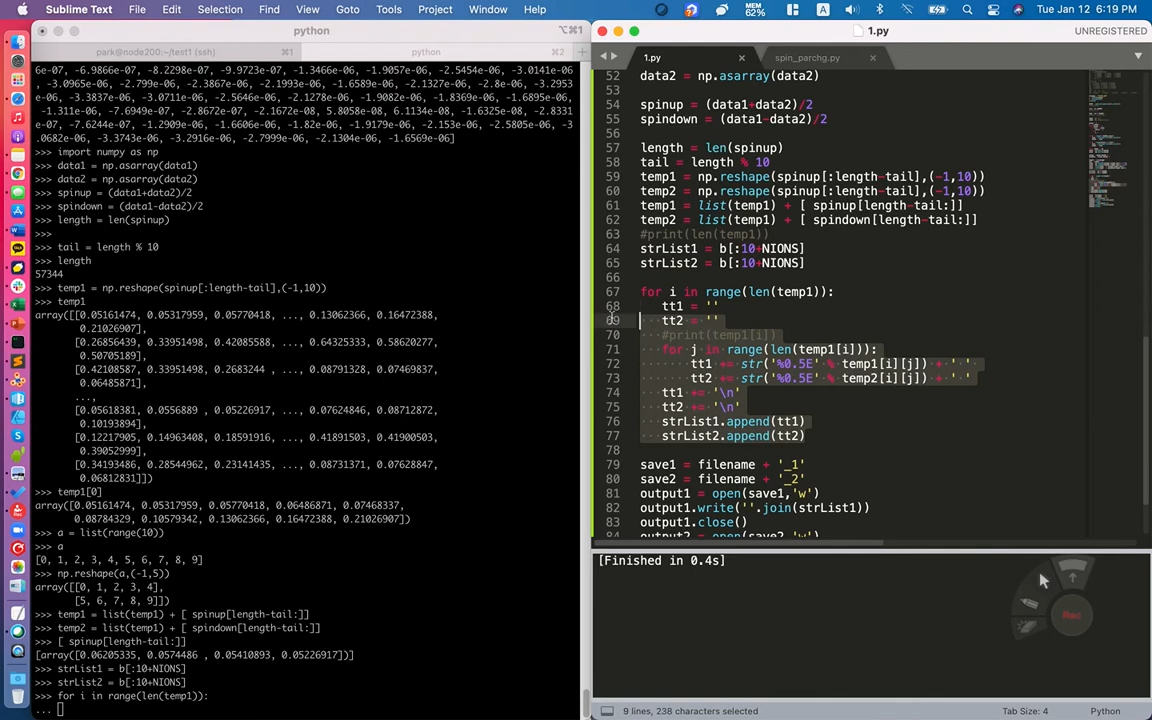 Sublime Text File Edit Selection Find View Goto Tools Project Window Help MEM 62% A Tue Jan 12 6:19 PM
python ⌥⌘1
park@node200:~/test1 (ssh) ⌘1 python ⌘2 +
6e-07, -6.9866e-07, -8.2298e-07, -9.9723e-07, -1.3466e-06, -1.9057e-06, -2.5454e-06, -3.0141e-06
, -3.0965e-06, -2.799e-06, -2.3867e-06, -2.1993e-06, -1.6589e-06, -2.1327e-06, -2.8e-06, -3.2953
e-06, -3.3837e-06, -3.0711e-06, -2.5646e-06, -2.1278e-06, -1.9082e-06, -1.8369e-06, -1.6895e-06,
-1.311e-06, -7.6949e-07, -2.8672e-07, -2.1672e-08, 5.8058e-08, 6.1134e-08, -1.6325e-08, -2.8331
e-07, -7.6244e-07, -1.2909e-06, -1.6606e-06, -1.82e-06, -1.9179e-06, -2.153e-06, -2.5805e-06, -3
.0682e-06, -3.3743e-06, -3.2916e-06, -2.7999e-06, -2.1304e-06, -1.6569e-06]
>>> import numpy as np
>>> data1 = np.asarray(data1)
>>> data2 = np.asarray(data2)
>>> spinup = (data1+data2)/2
>>> spindown = (data1-data2)/2
>>> length = len(spinup)
>>>
>>> tail = length % 10
>>> length
57344
>>> temp1 = np.reshape(spinup[:length-tail],(-1,10))
>>> temp1
array([[0.05161474, 0.05317959, 0.05770418, ..., 0.13062366, 0.16472388,
0.21026907],
[0.26856439, 0.33951498, 0.42085588, ..., 0.64325333, 0.58620277,
0.50705189],
[0.42108587, 0.33951498, 0.2683244 , ..., 0.08791972, 0.07469837,
0.06485871],
...,
[0.05618381, 0.0556889 , 0.05226917, ..., 0.07624846, 0.08712872,
0.10193894],
[0.12217905, 0.14963408, 0.18591916, ..., 0.41891503, 0.41900503,
0.39052999],
[0.34193486, 0.28544962, 0.23141435, ..., 0.08731371, 0.07628847,
0.06812831]])
>>> temp1[0]
array([0.05161474, 0.05317959, 0.05770418, 0.06486871, 0.07468337,
0.08784329, 0.10579342, 0.13062366, 0.16472388, 0.21026907])
>>> a = list(range(10))
>>> a
[0, 1, 2, 3, 4, 5, 6, 7, 8, 9]
>>> np.reshape(a,(-1,5))
array([[0, 1, 2, 3, 4],
[5, 6, 7, 8, 9]])
>>> temp1 = list(temp1) + [ spinup[length-tail:]]
>>> temp2 = list(temp1) + [ spindown[length-tail:]]
>>> [ spinup[length-tail:]]
[array([0.06205335, 0.0574486 , 0.05410893, 0.05226917])]
>>> strList1 = b[:10+NIONS]
>>> strList2 = b[:10+NIONS]
>>> for i in range(len(temp1)):
...
1.py UNREGISTERED
1.py × spin_parchg.py ×
52 data2 = np.asarray(data2)
53
54 spinup = (data1+data2)/2
55 spindown = (data1-data2)/2
56
57 length = len(spinup)
58 tail = length % 10
59 temp1 = np.reshape(spinup[:length-tail],(-1,10))
60 temp2 = np.reshape(spinup[:length-tail],(-1,10))
61 temp1 = list(temp1) + [ spinup[length-tail:]]
62 temp2 = list(temp1) + [ spindown[length-tail:]]
63 #print(len(temp1))
64 strList1 = b[:10+NIONS]
65 strList2 = b[:10+NIONS]
66
67 for i in range(len(temp1)):
68 tt1 = ''
69 tt2 = ''
70 #print(temp1[i])
71 for j in range(len(temp1[i])):
72 tt1 += str('%0.5E' % temp1[i][j]) + ' '
73 tt2 += str('%0.5E' % temp2[i][j]) + ' '
74 tt1 += '\n'
75 tt2 += '\n'
76 strList1.append(tt1)
77 strList2.append(tt2)
78
79 save1 = filename + '_1'
80 save2 = filename + '_2'
81 output1 = open(save1,'w')
82 output1.write(''.join(strList1))
83 output1.close()
84 output2 = open(save2,'w')
[Finished in 0.4s]
Rec
9 lines, 238 characters selected Tab Size: 4 Python